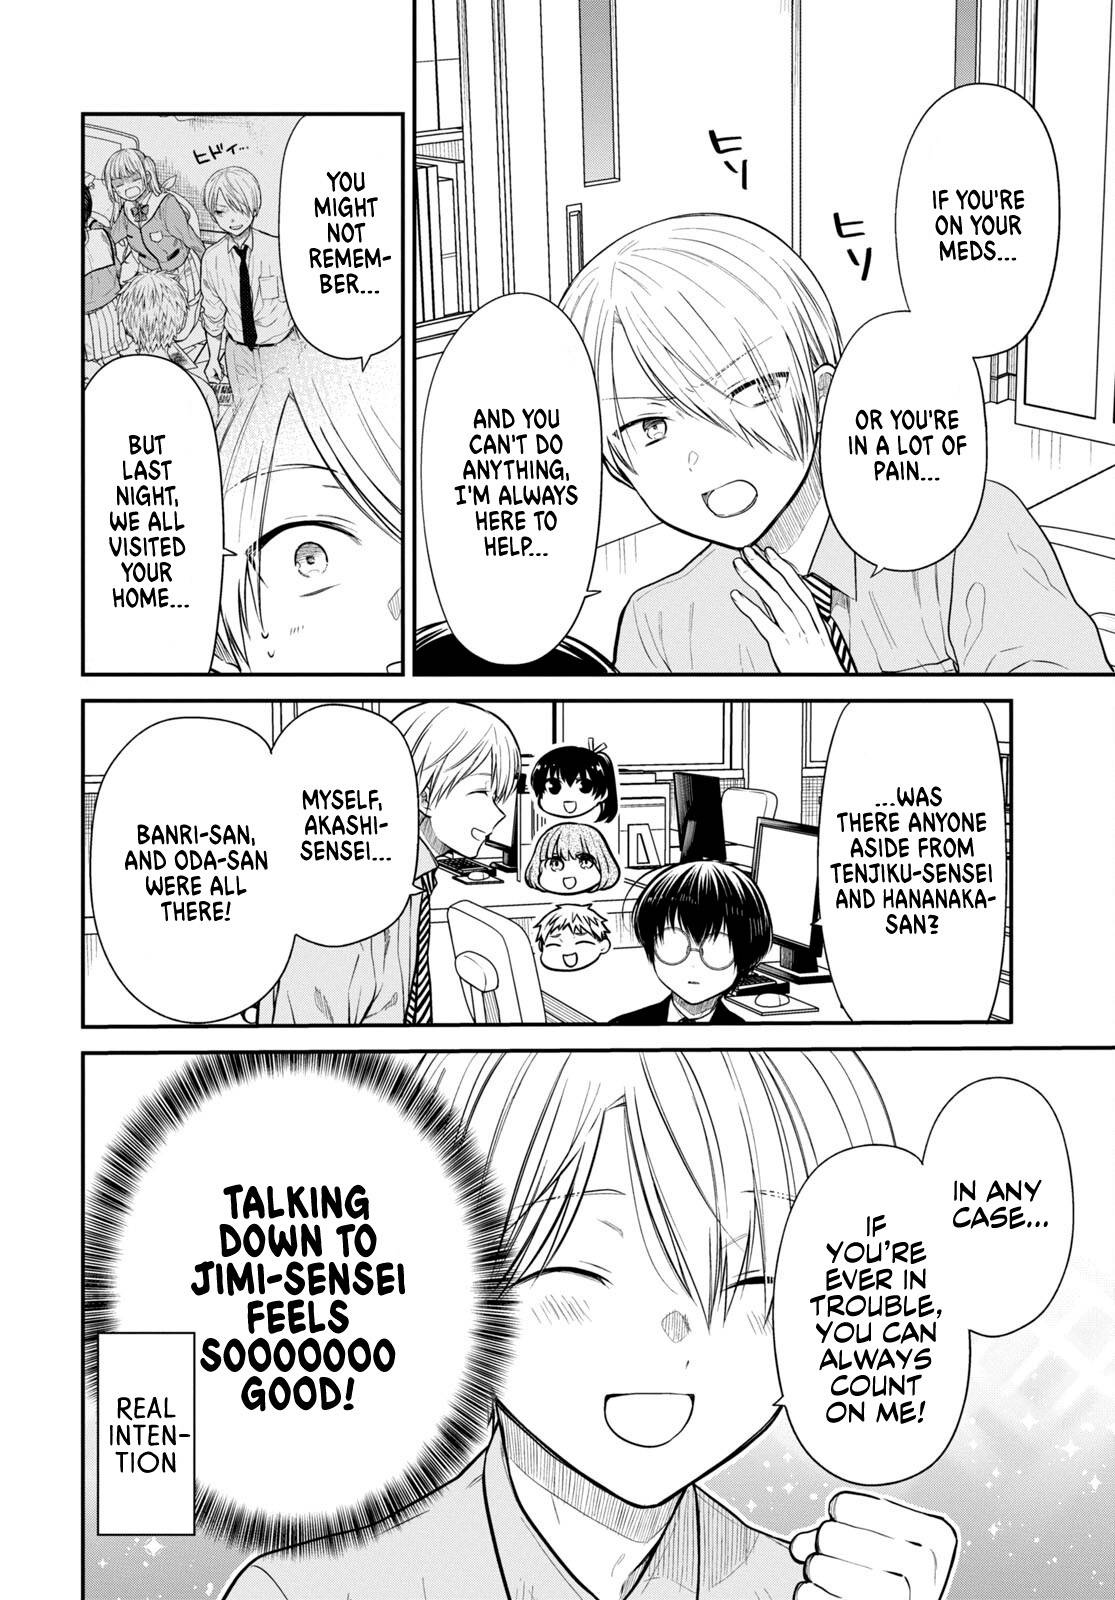 IF YOU'RE
ON YOUR
MEDS...
OR YOU'RE
IN A LOT OF
PAIN...
ヒソ
ヒソ
AND YOU
CAN'T DO
ANYTHING,
I'M ALWAYS
HERE TO
HELP...
YOU
MIGHT
NOT
REMEM-
BER...
ヒドイ...
BUT
LAST
NIGHT,
WE ALL
VISITED
YOUR
HOME...
...WAS
THERE ANYONE
ASIDE FROM
TENJIKU-SENSEI
AND HANANAKA-
SAN?
MYSELF,
AKASHI-
SENSEI...
BANRI-SAN,
AND ODA-SAN
WERE ALL
THERE!
IN ANY
CASE...
IF
YOU'RE
EVER IN
TROUBLE,
YOU CAN
ALWAYS
COUNT
ON ME!
TALKING
DOWN TO
JIMI-SENSEI
FEELS
SOOOOOOO
GOOD!
REAL
INTEN-
TION